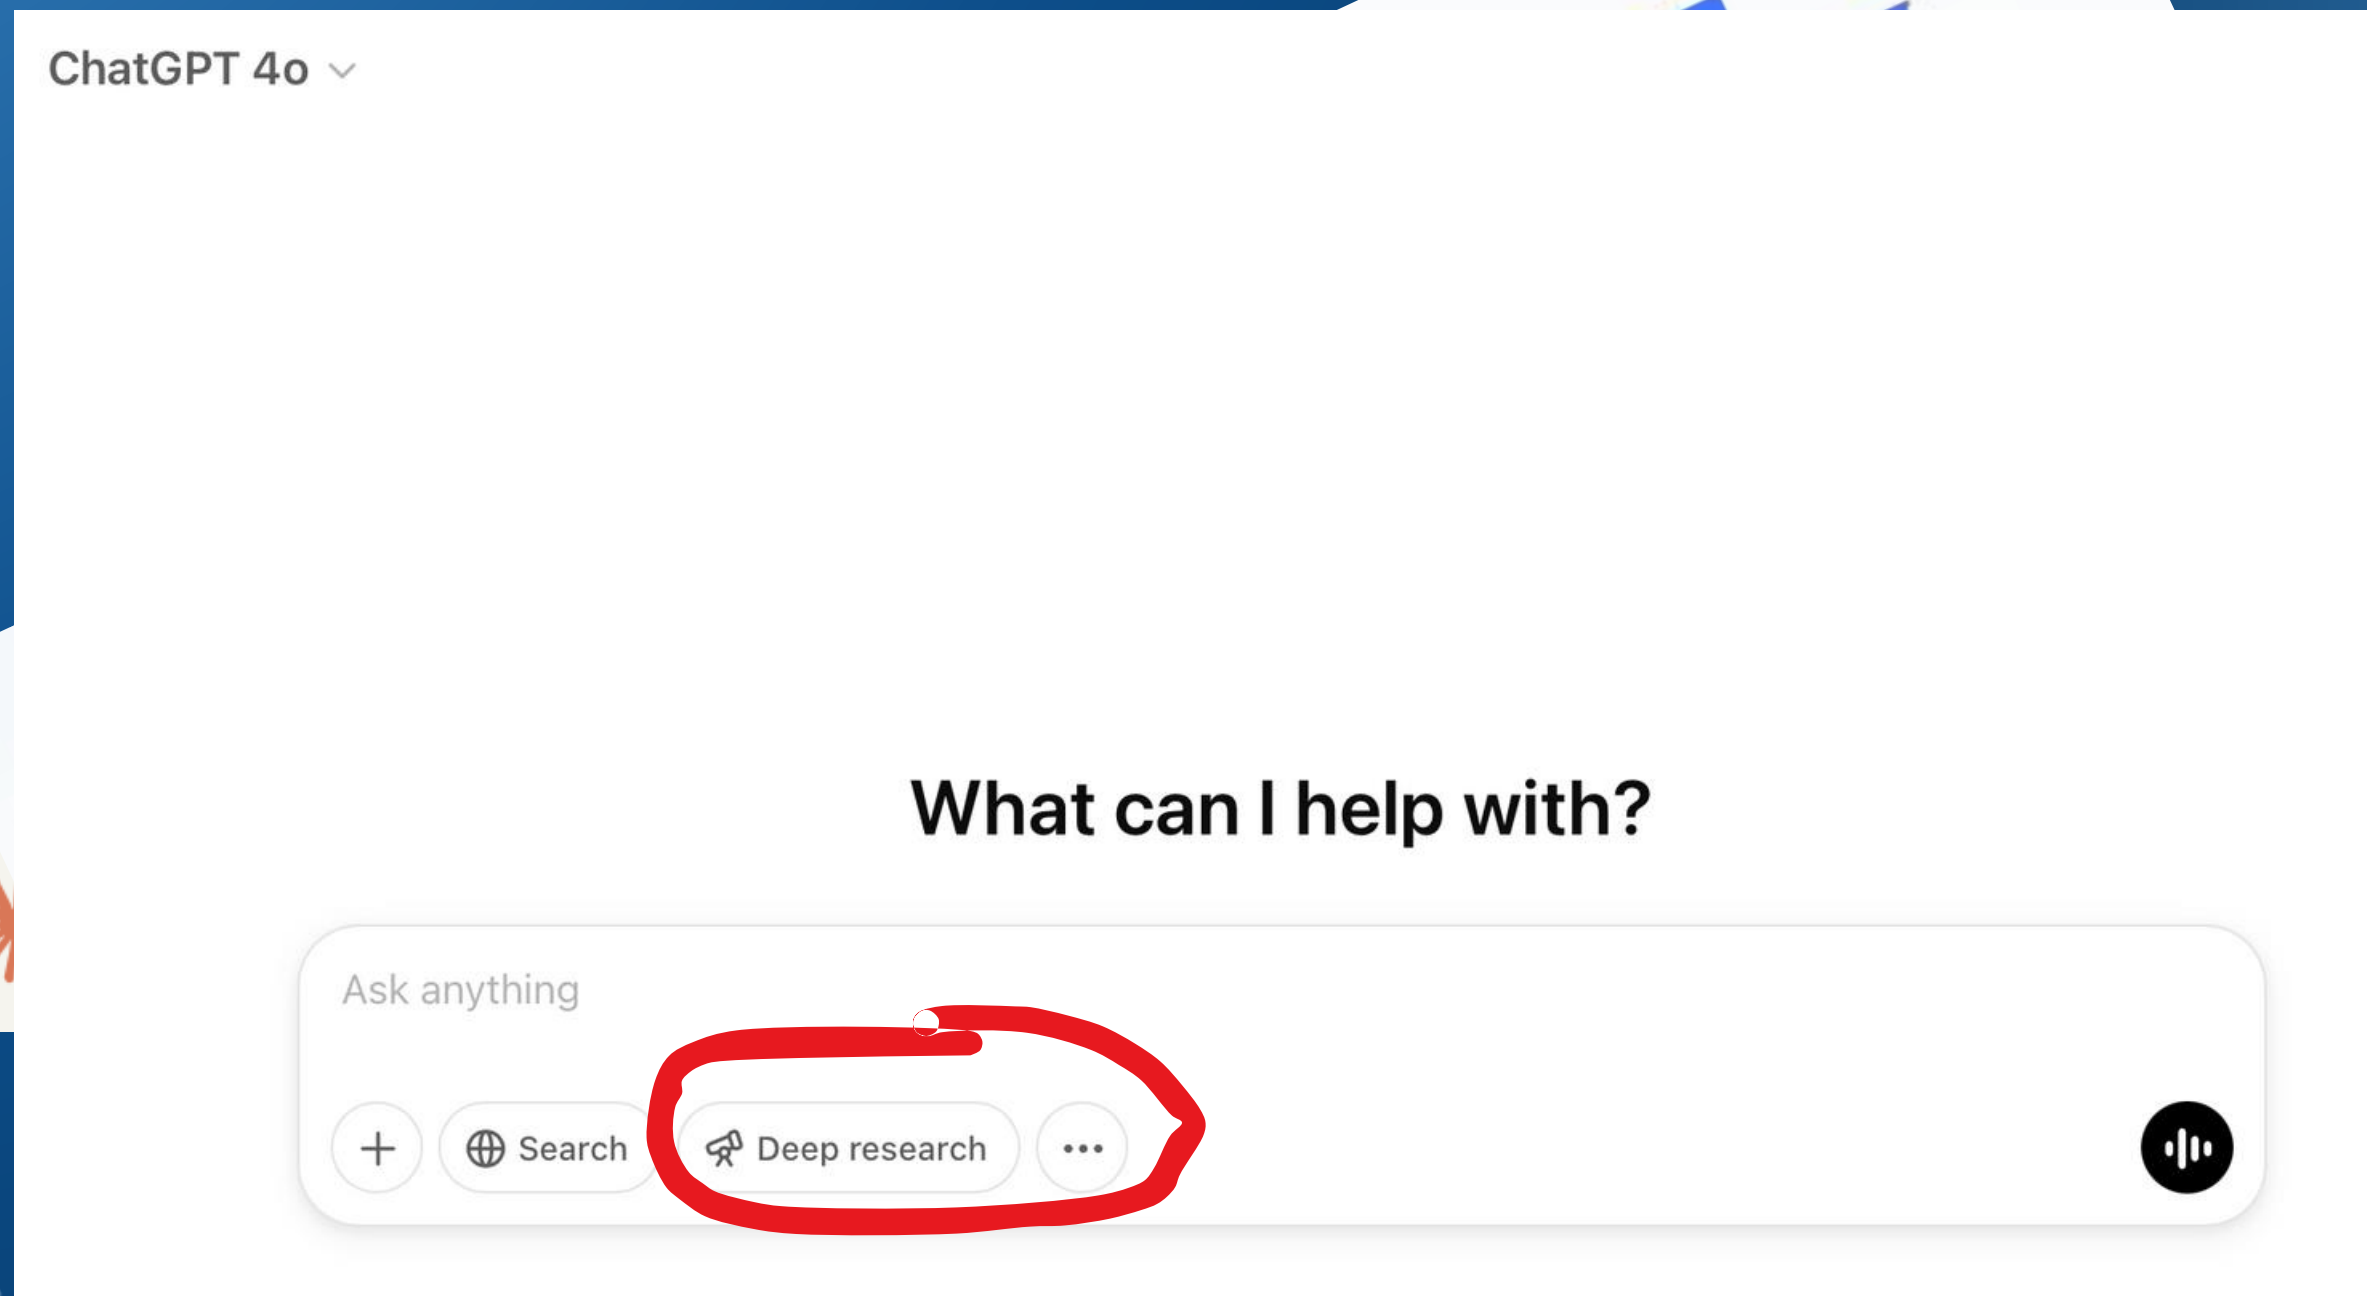 ChatGPT 4o
What can I help with?
Ask anything
Search Deep research